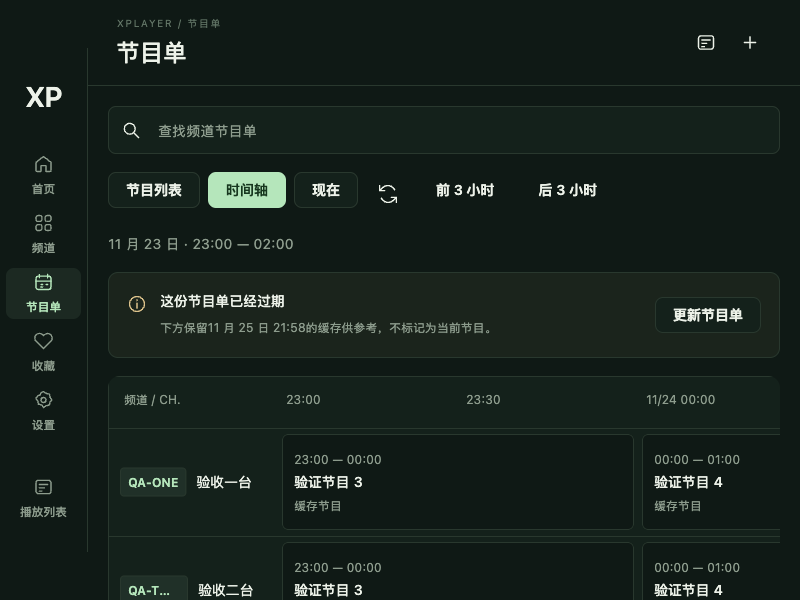 XPLAYER / 节目单
节目单
XP
首页
频道
节目单
收藏
设置
播放列表
查找频道节目单
节目列表 时间轴 现在 前 3 小时 后 3 小时
11 月 23 日 · 23:00 — 02:00
这份节目单已经过期
下方保留11 月 25 日 21:58的缓存供参考，不标记为当前节目。
更新节目单
频道 / CH. 23:00 23:30 11/24 00:00
QA-ONE 验收一台
23:00 — 00:00
验证节目 3
缓存节目
00:00 — 01:00
验证节目 4
缓存节目
QA-T... 验收二台
23:00 — 00:00
验证节目 3
00:00 — 01:00
验证节目 4